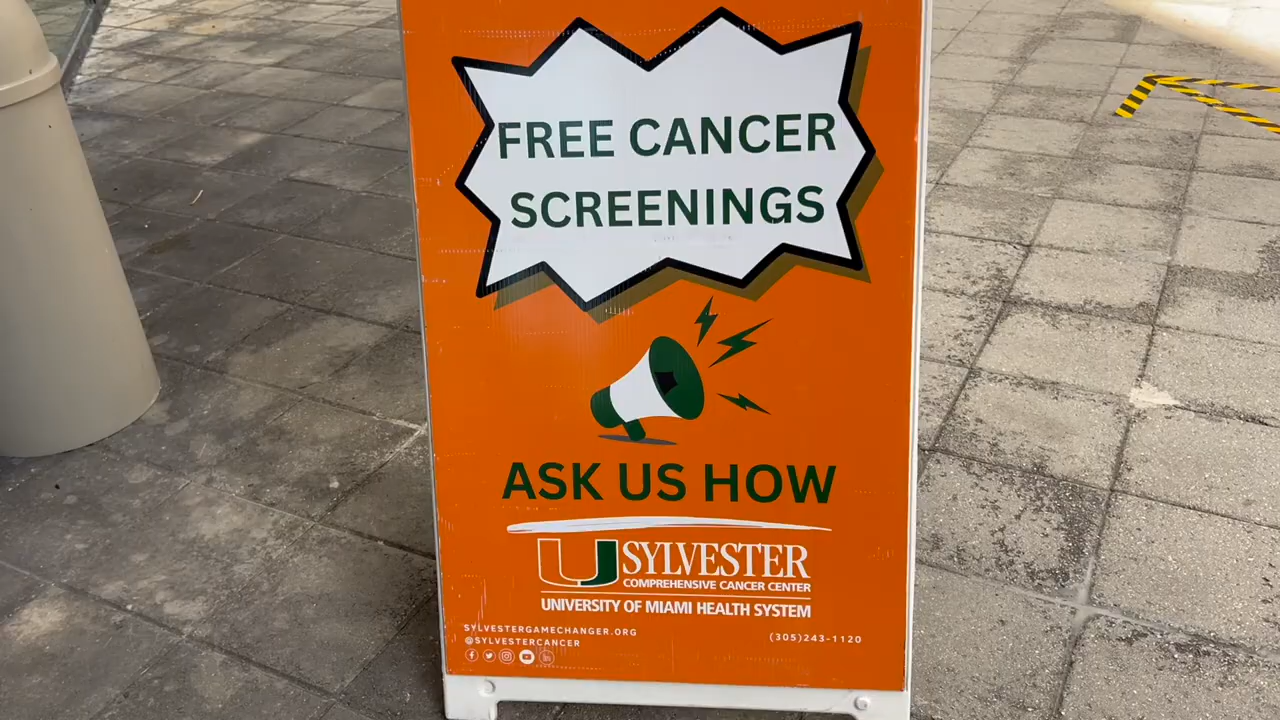 FREE CANCER
SCREENINGS
ASK US HOW
U SYLVESTER
COMPREHENSIVE CANCER CENTER
UNIVERSITY OF MIAMI HEALTH SYSTEM
SYLVESTERGAMECHANGER.ORG
@SYLVESTERCANCER
(305)243-1120